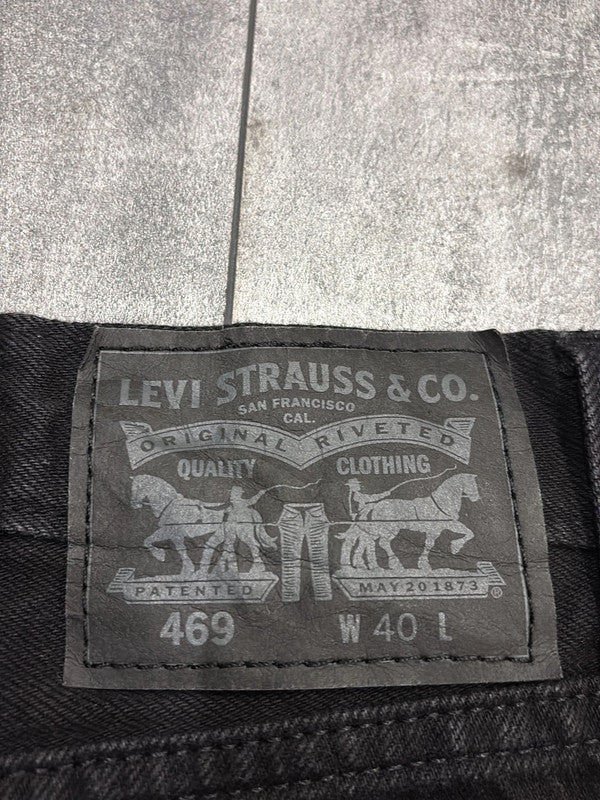 LEVI STRAUSS & CO.
SAN FRANCISCO
CAL.
ORIGINAL RIVETED
QUALITY CLOTHING
PATENTED MAY 20 1873 ®
469 W 40 L